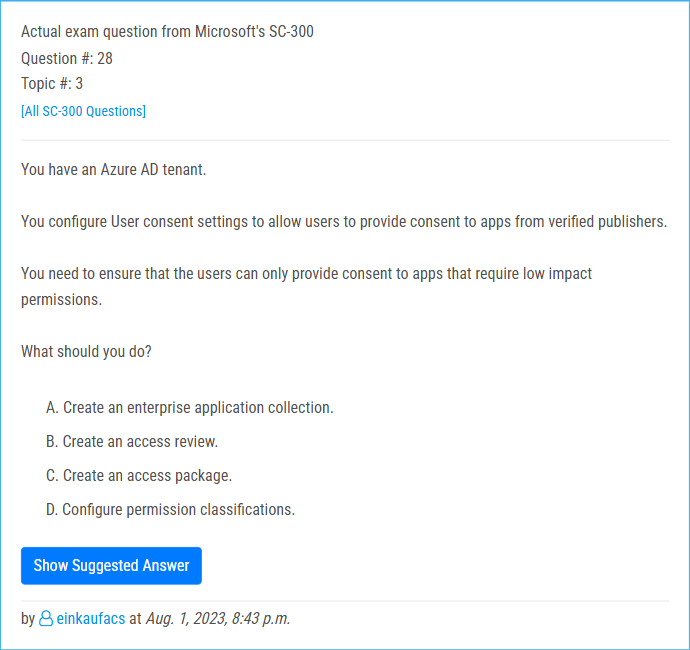 Actual exam question from Microsoft's SC-300
Question #: 28
Topic #: 3
[All SC-300 Questions]
You have an Azure AD tenant.
You configure User consent settings to allow users to provide consent to apps from verified publishers.
You need to ensure that the users can only provide consent to apps that require low impact
permissions.
What should you do?
A. Create an enterprise application collection.
B. Create an access review.
C. Create an access package.
D. Configure permission classifications.
Show Suggested Answer
by einkaufacs at Aug. 1, 2023, 8:43 p.m.